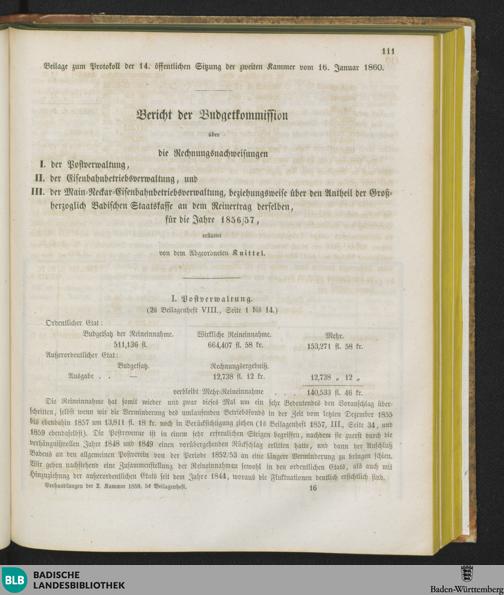 111
Beilage zum Protokoll der 14. öffentlichen Sitzung der zweiten Kammer vom 16. Januar 1860.
Bericht der Budgetkommission
über
die Rechnungsnachweisungen
I. der Postverwaltung,
II. der Eisenbahnbetriebsverwaltung, und
III. der Main-Neckar-Eisenbahnbetriebsverwaltung, beziehungsweise über den Antheil der Groß-
herzoglich Badischen Staatskasse an dem Reinertrag derselben,
für die Jahre 1856/57,
erstattet
von dem Abgeordneten Knittel.
I. Postverwaltung.
(2s Beilagenheft VIII., Seite 1 bis 14.)
Ordentlicher Etat:
Budgetsatz der Reineinnahme. Wirkliche Reineinnahme. Mehr.
511,136 fl. 664,407 fl. 58 kr. 153,271 fl. 58 kr.
Außerordentlicher Etat:
Budgetsatz. Rechnungsergebniß.
Ausgabe . . — 12,738 fl. 12 kr. 12,738 „ 12 „
verbleibt Mehr-Reineinnahme . . . . 140,533 fl. 46 kr.
Die Reineinnahme hat somit wieder und zwar dieses Mal um ein sehr Bedeutendes den Voranschlag über-
schritten, selbst wenn wir die Verminderung des umlaufenden Betriebsfonds in der Zeit vom letzten Dezember 1855
bis ebendahin 1857 um 13,811 fl. 18 kr. noch in Berücksichtigung ziehen (1s Beilagenheft 1857, III., Seite 34, und
1859 ebendaselbst). Die Postrevenue ist in einem sehr erfreulichen Steigen begriffen, nachdem sie zuerst durch die
verhängnißvollen Jahre 1848 und 1849 einen vorübergehenden Rückschlag erlitten hatte, und dann der Anschluß
Badens an den allgemeinen Postverein von der Periode 1852/53 an eine längere Verminderung zu bringen schien.
Wir geben nachstehend eine Zusammenstellung der Reineinnahmen sowohl in den ordentlichen Etats, als auch mit
Hinzuziehung der außerordentlichen Etats seit dem Jahre 1844, woraus die Fluktuationen deutlich ersichtlich sind.
Verhandlungen der 2. Kammer 1859. 5s Beilagenheft. 16
BLB BADISCHE
LANDESBIBLIOTHEK
Baden-Württemberg